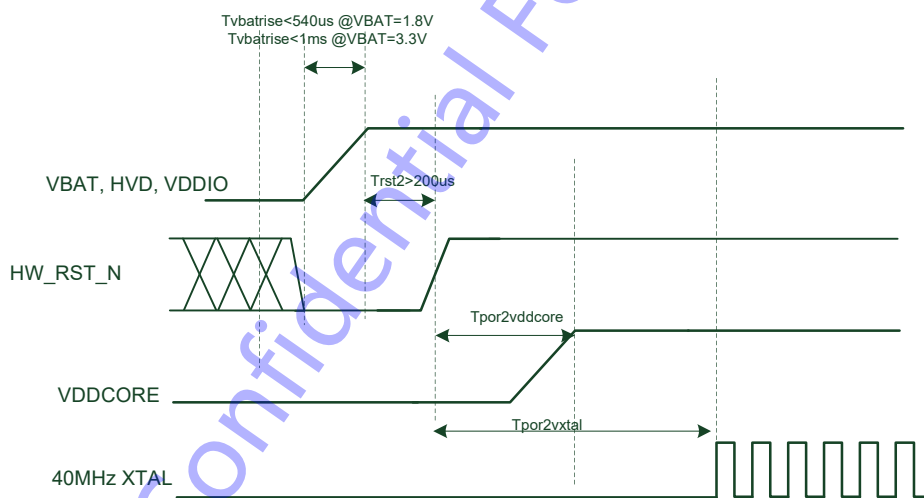 Tvbatrise<540us @VBAT=1.8V
Tvbatrise<1ms @VBAT=3.3V
VBAT, HVD, VDDIO
Trst2>200us
HW_RST_N
Tpor2vddcore
VDDCORE
Tpor2vxtal
40MHz XTAL
Confidential Fo